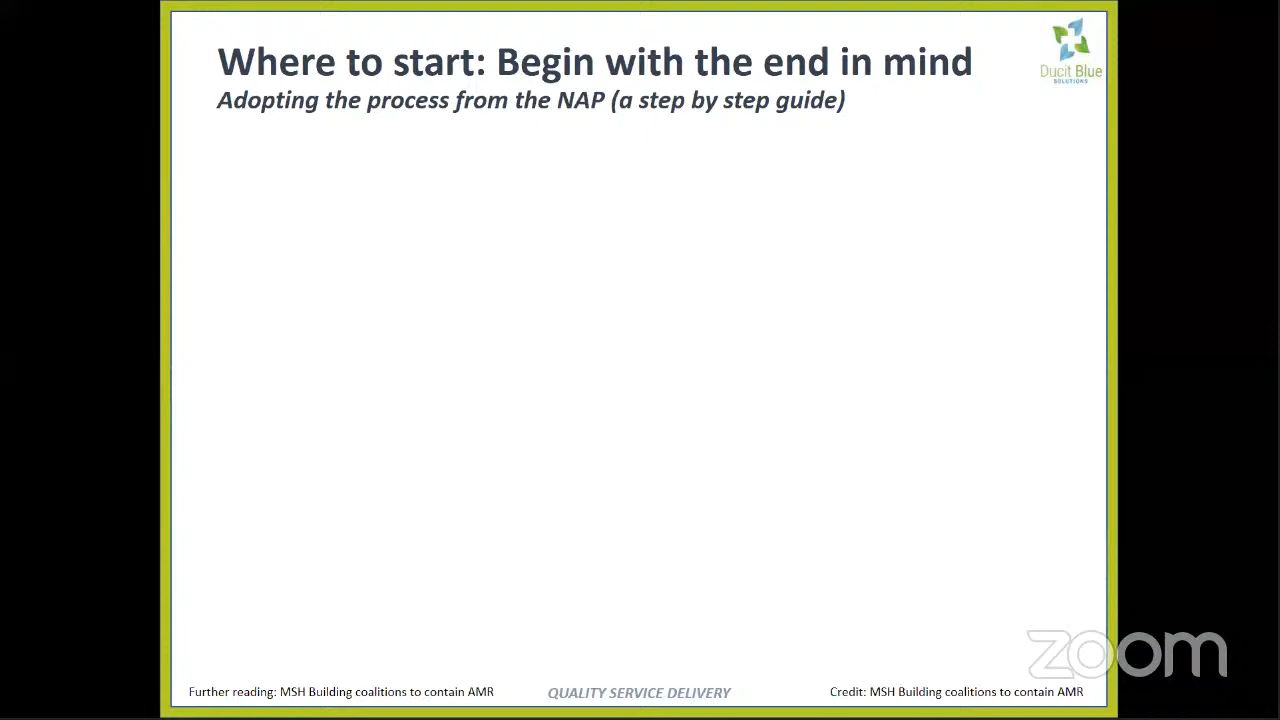 Where to start: Begin with the end in mind
Adopting the process from the NAP (a step by step guide)
Ducit Blue
SOLUTIONS
zoom
Further reading: MSH Building coalitions to contain AMR
QUALITY SERVICE DELIVERY
Credit: MSH Building coalitions to contain AMR